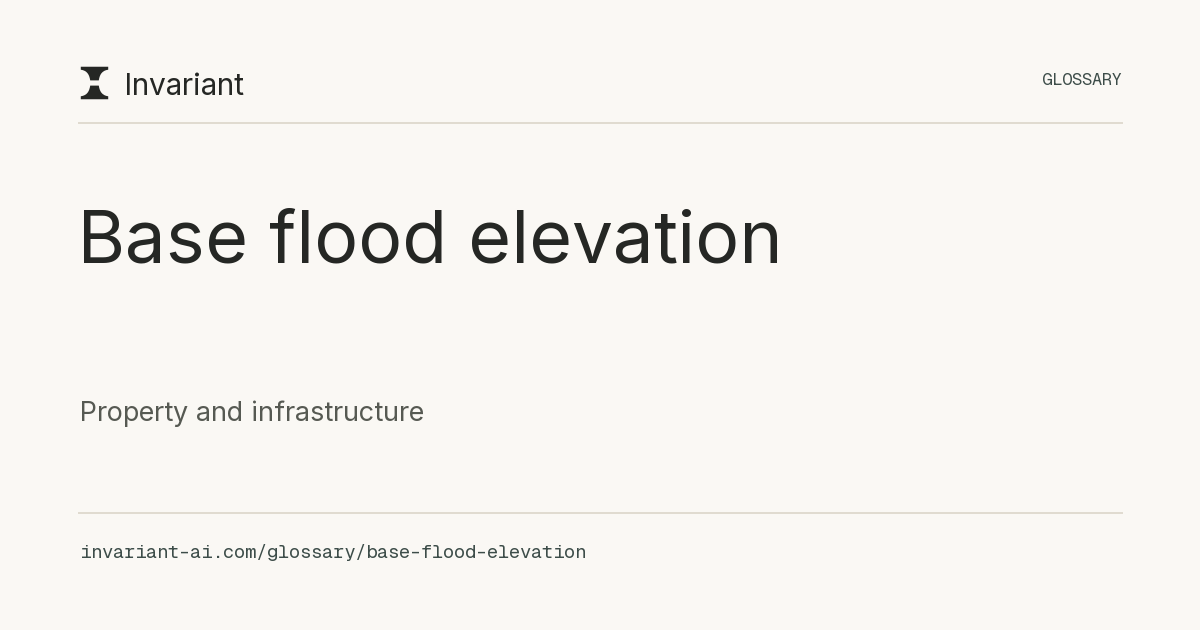 Invariant
GLOSSARY
Base flood elevation
Property and infrastructure
invariant-ai.com/glossary/base-flood-elevation